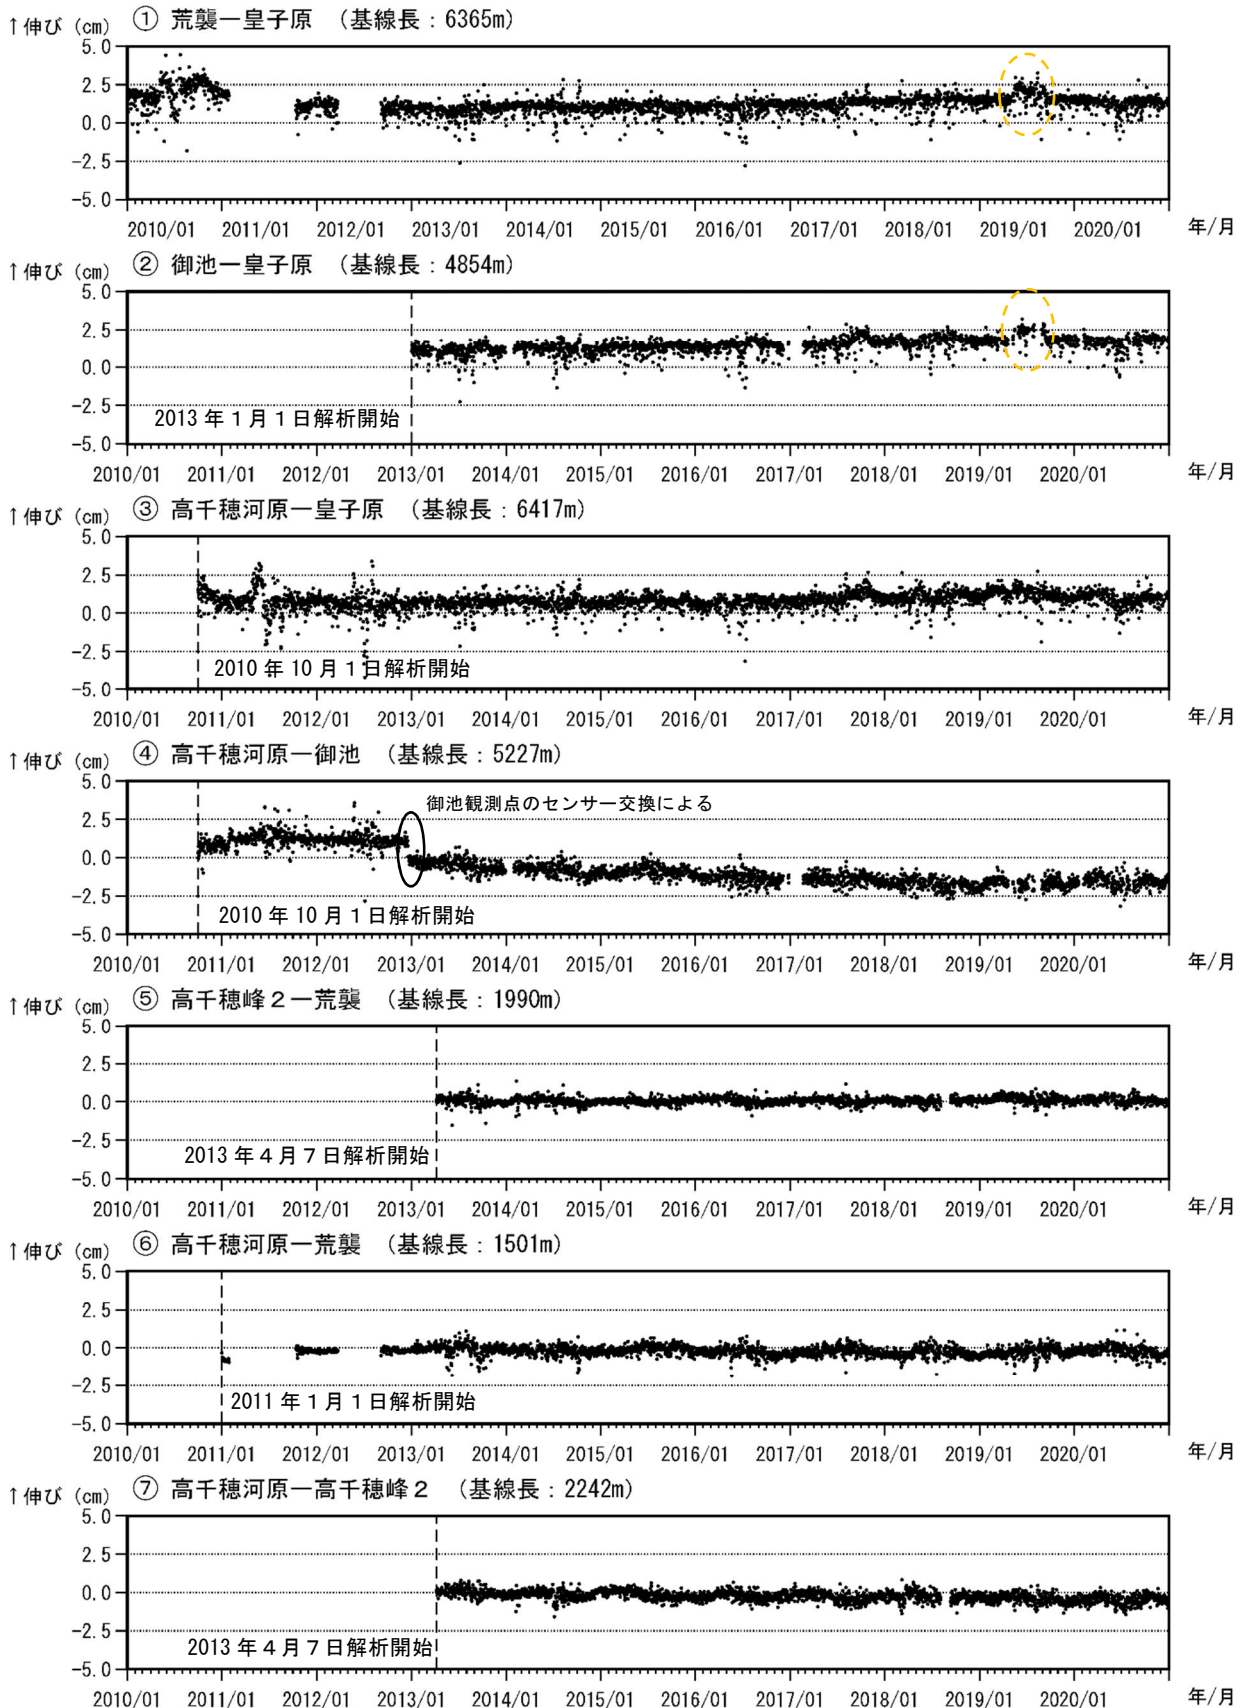 ↑伸び (cm) ① 荒襲ー皇子原 (基線長：6365m)
5.0
2.5
0.0
-2.5
-5.0
2010/01 2011/01 2012/01 2013/01 2014/01 2015/01 2016/01 2017/01 2018/01 2019/01 2020/01 年/月
↑伸び (cm) ② 御池ー皇子原 (基線長：4854m)
5.0
2.5
0.0
-2.5
2013年1月1日解析開始
-5.0
2010/01 2011/01 2012/01 2013/01 2014/01 2015/01 2016/01 2017/01 2018/01 2019/01 2020/01 年/月
↑伸び (cm) ③ 高千穂河原ー皇子原 (基線長：6417m)
5.0
2.5
0.0
-2.5
2010年10月1日解析開始
-5.0
2010/01 2011/01 2012/01 2013/01 2014/01 2015/01 2016/01 2017/01 2018/01 2019/01 2020/01 年/月
↑伸び (cm) ④ 高千穂河原ー御池 (基線長：5227m)
5.0
御池観測点のセンサー交換による
2.5
0.0
-2.5
2010年10月1日解析開始
-5.0
2010/01 2011/01 2012/01 2013/01 2014/01 2015/01 2016/01 2017/01 2018/01 2019/01 2020/01 年/月
↑伸び (cm) ⑤ 高千穂峰2ー荒襲 (基線長：1990m)
5.0
2.5
0.0
-2.5
2013年4月7日解析開始
-5.0
2010/01 2011/01 2012/01 2013/01 2014/01 2015/01 2016/01 2017/01 2018/01 2019/01 2020/01 年/月
↑伸び (cm) ⑥ 高千穂河原ー荒襲 (基線長：1501m)
5.0
2.5
0.0
-2.5
2011年1月1日解析開始
-5.0
2010/01 2011/01 2012/01 2013/01 2014/01 2015/01 2016/01 2017/01 2018/01 2019/01 2020/01 年/月
↑伸び (cm) ⑦ 高千穂河原ー高千穂峰2 (基線長：2242m)
5.0
2.5
0.0
-2.5
2013年4月7日解析開始
-5.0
2010/01 2011/01 2012/01 2013/01 2014/01 2015/01 2016/01 2017/01 2018/01 2019/01 2020/01 年/月